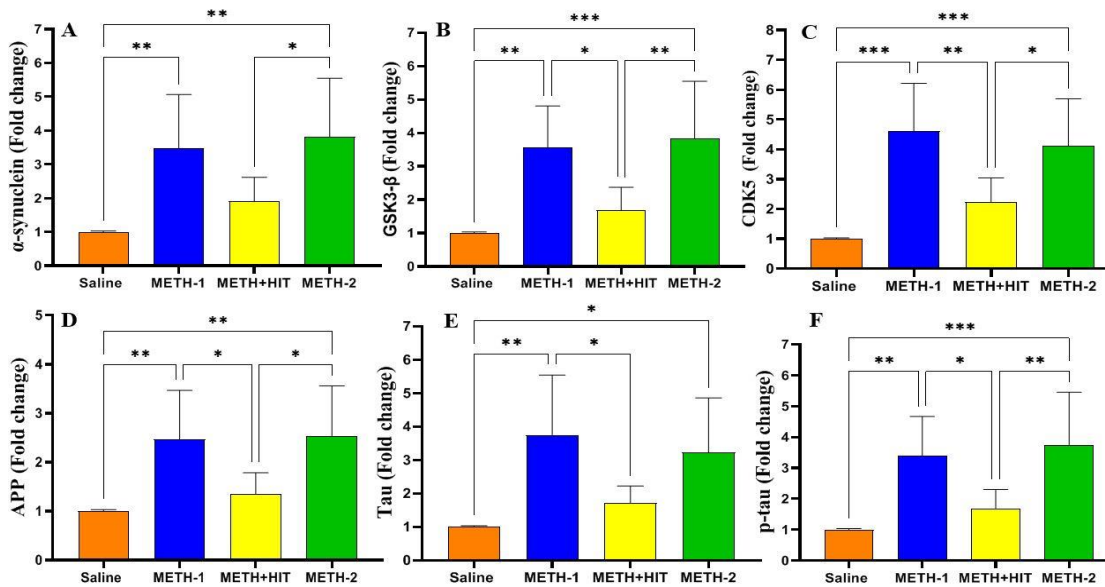 A
α-synuclein (Fold change)
7
6
5
4
3
2
1
0
**
**
*
Saline METH-1 METH+HIT METH-2
B
GSK3-β (Fold change)
7
6
5
4
3
2
1
0
***
** * **
Saline METH-1 METH+HIT METH-2
C
CDK5 (Fold change)
8
7
6
5
4
3
2
1
0
***
*** ** *
Saline METH-1 METH+HIT METH-2
D
APP (Fold change)
5
4
3
2
1
0
**
** * *
Saline METH-1 METH+HIT METH-2
E
Tau (Fold change)
7
6
5
4
3
2
1
0
*
** *
Saline METH-1 METH+HIT METH-2
F
p-tau (Fold change)
7
6
5
4
3
2
1
0
***
** * **
Saline METH-1 METH+HIT METH-2